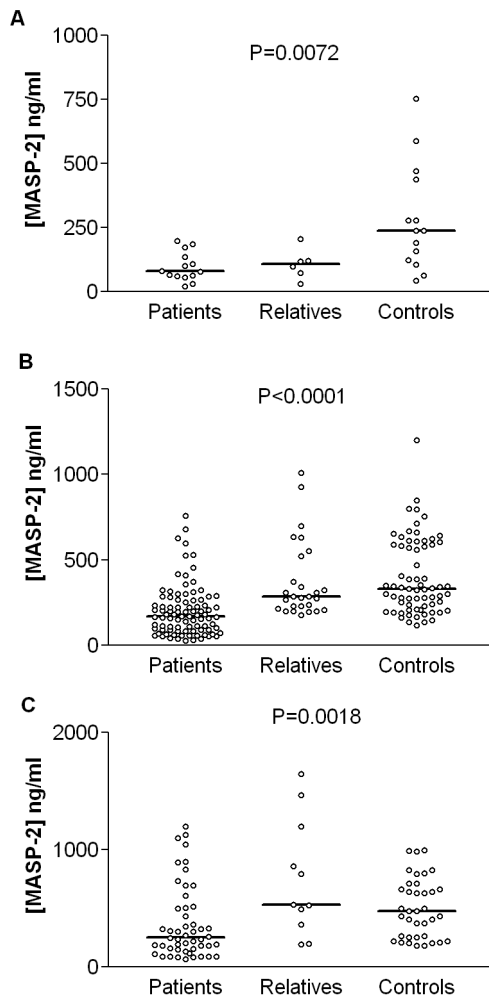 A
P=0.0072
[MASP-2] ng/ml
1000
750
500
250
0
Patients Relatives Controls
B
P<0.0001
[MASP-2] ng/ml
1500
1000
500
0
Patients Relatives Controls
C
P=0.0018
[MASP-2] ng/ml
2000
1000
0
Patients Relatives Controls